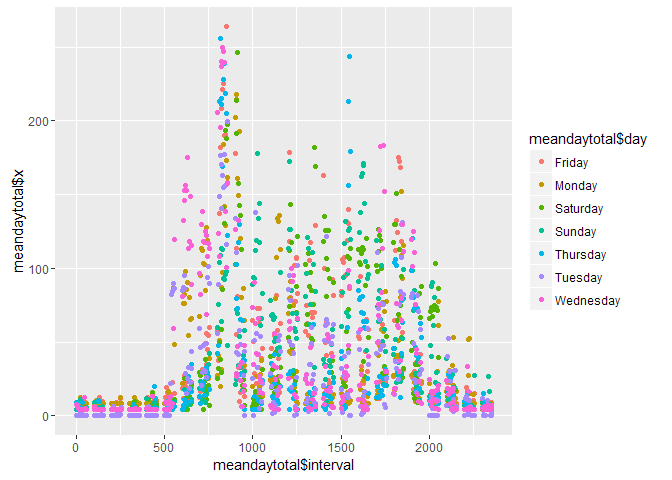 meandaytotal$x
200
100
0
0
500
1000
1500
2000
meandaytotal$interval
meandaytotal$day
Friday
Monday
Saturday
Sunday
Thursday
Tuesday
Wednesday